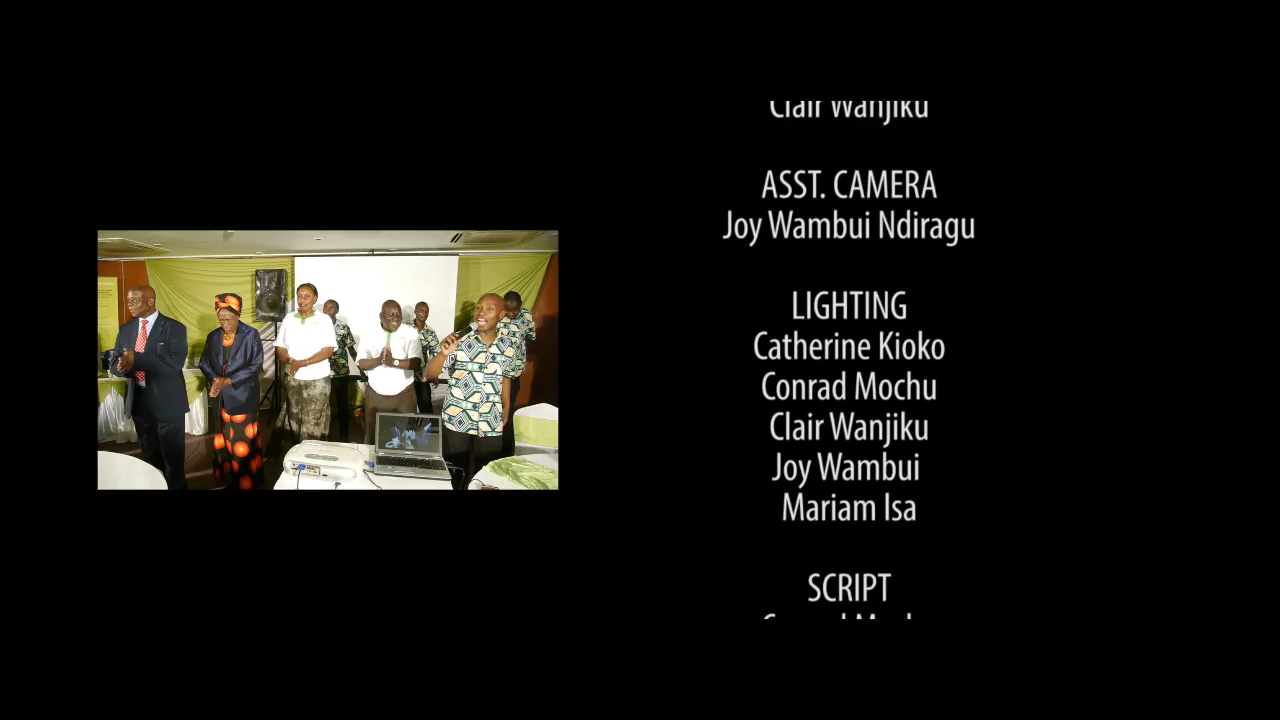 Clair Wanjiku
ASST. CAMERA
Joy Wambui Ndiragu
LIGHTING
Catherine Kioko
Conrad Mochu
Clair Wanjiku
Joy Wambui
Mariam Isa
SCRIPT